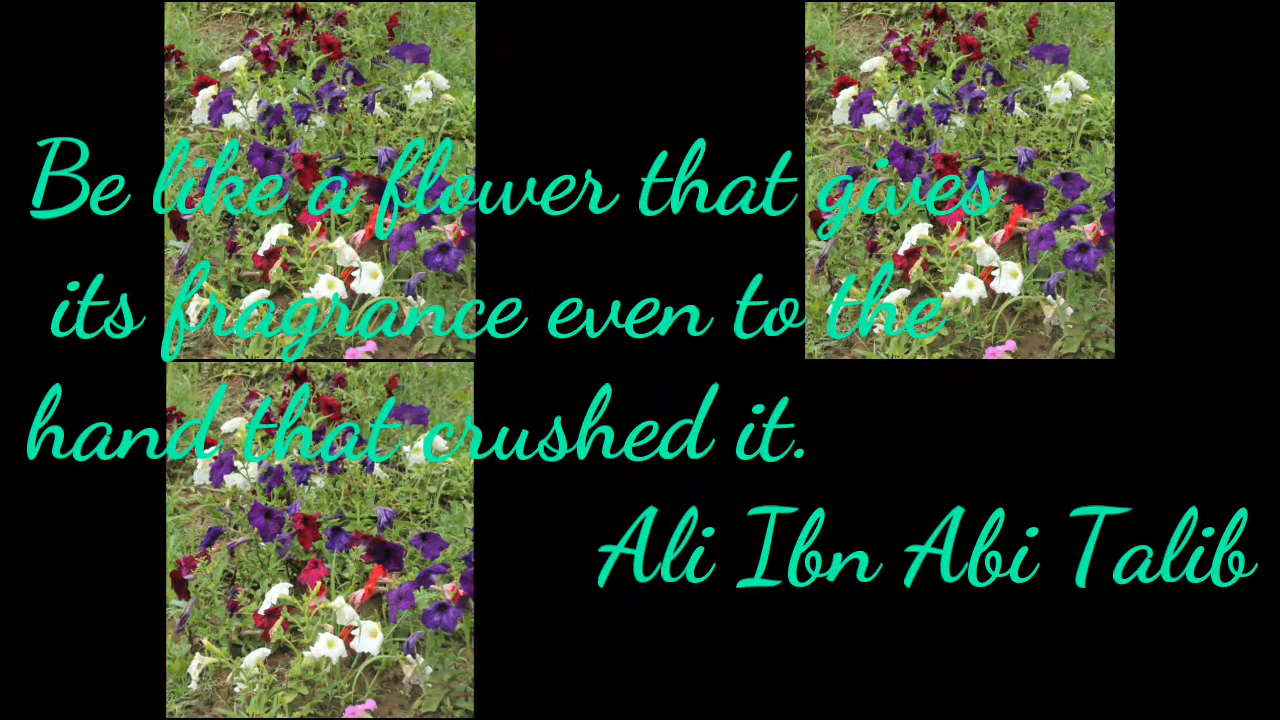 Be like a flower that gives
its fragrance even to the
hand that crushed it.
Ali Ibn Abi Talib